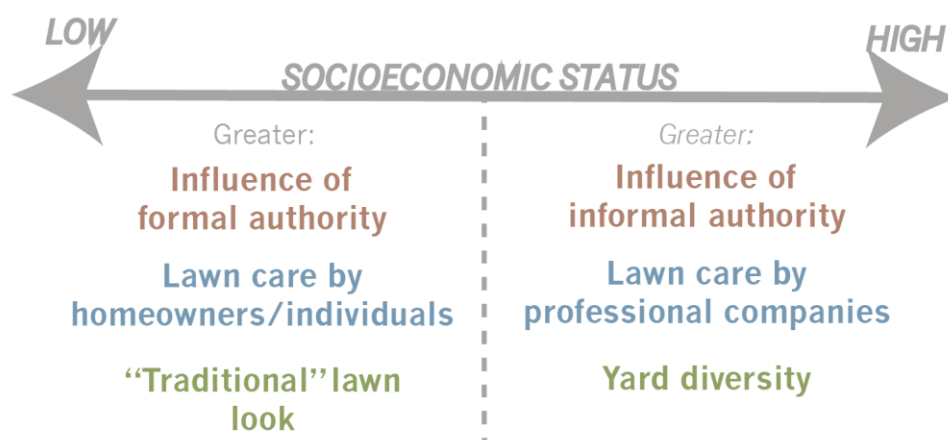 LOW
HIGH
SOCIOECONOMIC STATUS
Greater:
Influence of
formal authority
Lawn care by
homeowners/individuals
“Traditional” lawn
look
Greater:
Influence of
informal authority
Lawn care by
professional companies
Yard diversity